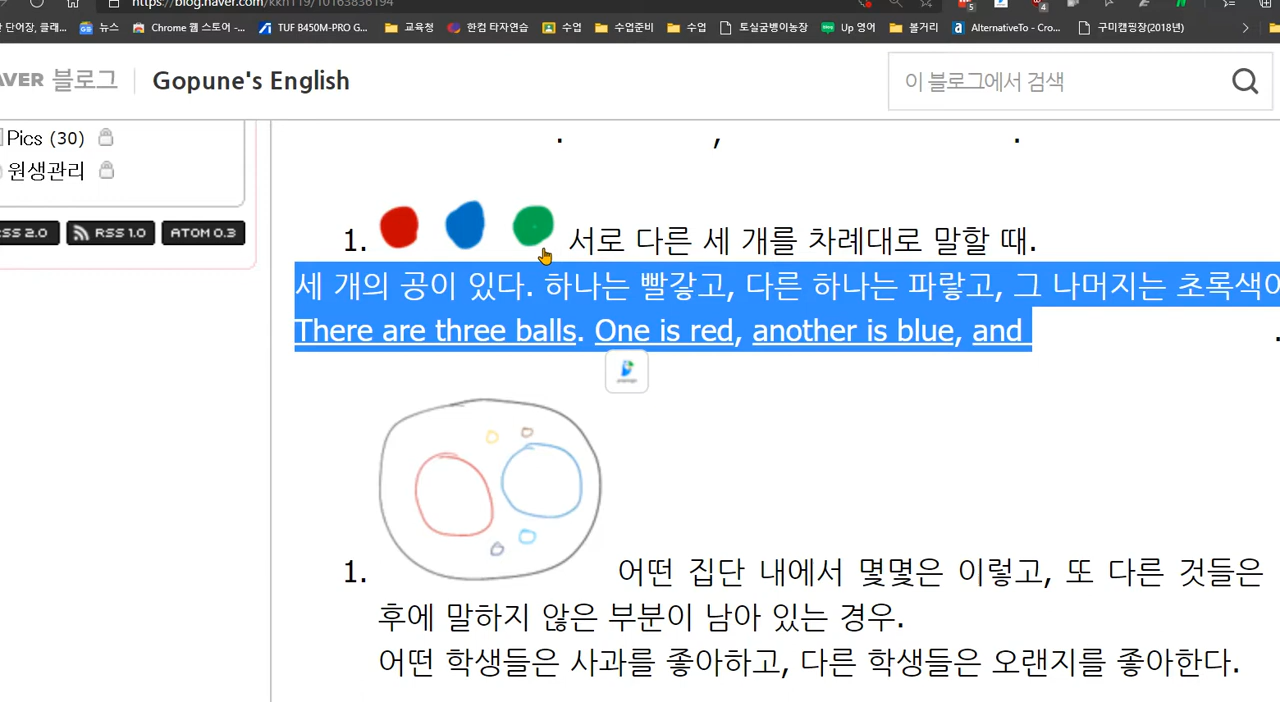 https://blog.naver.com/kkh119/10163836194
단어장, 클래... 뉴스 Chrome 웹 스토어 -... TUF B450M-PRO G... 교육청 한컴 타자연습 수업 수업준비 수업 토실굼벵이농장 Up 영어 볼거리 AlternativeTo - Cro... 구미캠핑장(2018년)
AVER 블로그 Gopune's English 이 블로그에서 검색
Pics (30)
원생관리
. , .
RSS 2.0 RSS 1.0 ATOM 0.3
1. 서로 다른 세 개를 차례대로 말할 때.
세 개의 공이 있다. 하나는 빨갛고, 다른 하나는 파랗고, 그 나머지는 초록색이
There are three balls. One is red, another is blue, and .
1. 어떤 집단 내에서 몇몇은 이렇고, 또 다른 것들은
후에 말하지 않은 부분이 남아 있는 경우.
어떤 학생들은 사과를 좋아하고, 다른 학생들은 오랜지를 좋아한다.